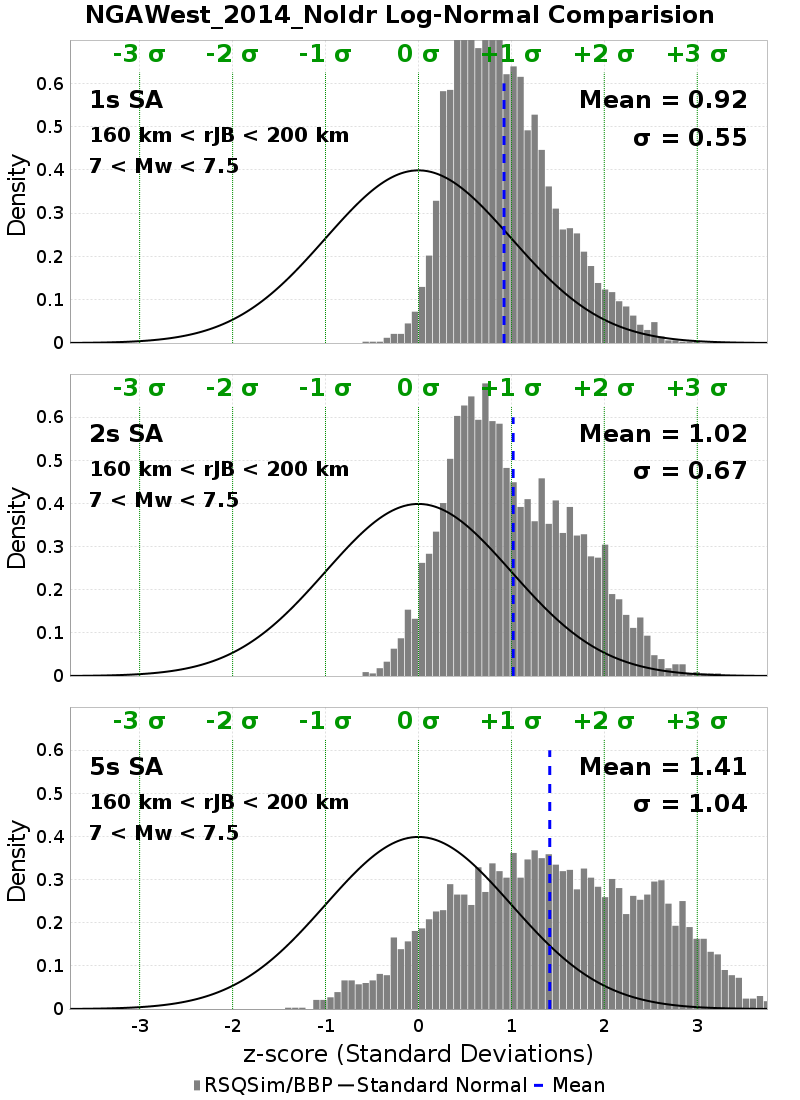 NGAWest_2014_NoIdr Log-Normal Comparision
-3 σ -2 σ -1 σ 0 σ +1 σ +2 σ +3 σ
1s SA Mean = 0.92
160 km < rJB < 200 km σ = 0.55
7 < Mw < 7.5
Density
0.6
0.5
0.4
0.3
0.2
0.1
0
-3 σ -2 σ -1 σ 0 σ +1 σ +2 σ +3 σ
2s SA Mean = 1.02
160 km < rJB < 200 km σ = 0.67
7 < Mw < 7.5
Density
0.6
0.5
0.4
0.3
0.2
0.1
0
-3 σ -2 σ -1 σ 0 σ +1 σ +2 σ +3 σ
5s SA Mean = 1.41
160 km < rJB < 200 km σ = 1.04
7 < Mw < 7.5
Density
0.6
0.5
0.4
0.3
0.2
0.1
0
-3 -2 -1 0 1 2 3
z-score (Standard Deviations)
RSQSim/BBP Standard Normal Mean